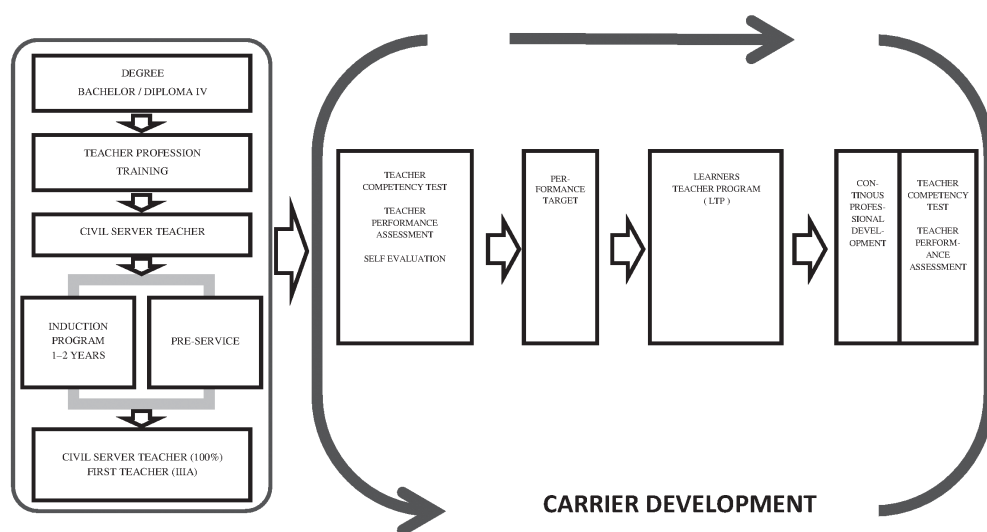 DEGREE
BACHELOR / DIPLOMA IV
TEACHER PROFESSION
TRAINING
CIVIL SERVER TEACHER
INDUCTION
PROGRAM
1–2 YEARS
PRE-SERVICE
CIVIL SERVER TEACHER (100%)
FIRST TEACHER (IIIA)
TEACHER
COMPETENCY TEST
TEACHER
PERFORMANCE
ASSESSMENT
SELF EVALUATION
PER-
FORMANCE
TARGET
LEARNERS
TEACHER PROGRAM
( LTP )
CON-
TINOUS
PROFES-
SIONAL
DEVEL-
OPMENT
TEACHER
COMPETENCY
TEST
TEACHER
PERFORM-
ANCE
ASSESSMENT
CARRIER DEVELOPMENT